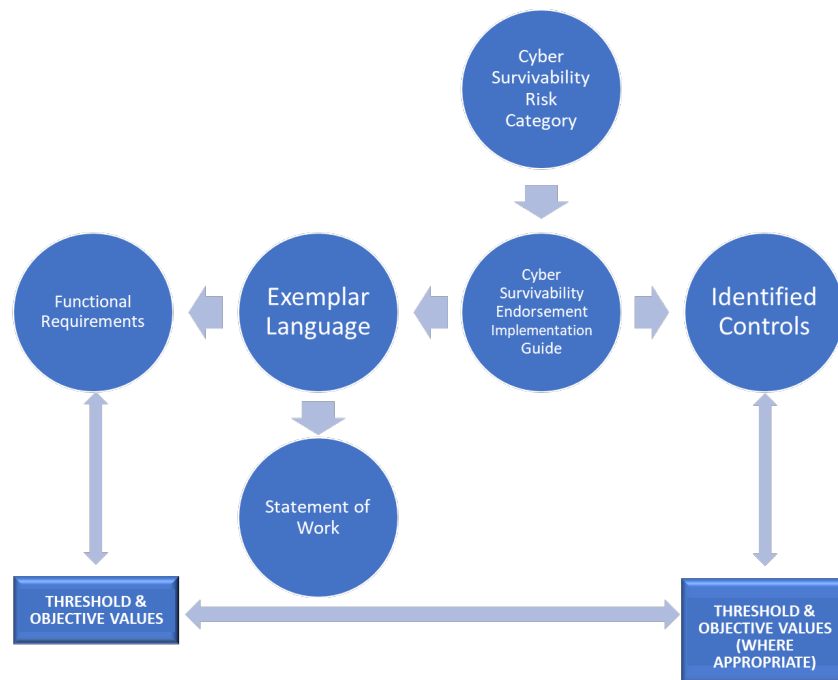 Cyber
Survivability
Risk
Category
Functional
Requirements
Exemplar
Language
Cyber
Survivability
Endorsement
Implementation
Guide
Identified
Controls
Statement of
Work
THRESHOLD &
OBJECTIVE VALUES
THRESHOLD &
OBJECTIVE VALUES
(WHERE
APPROPRIATE)